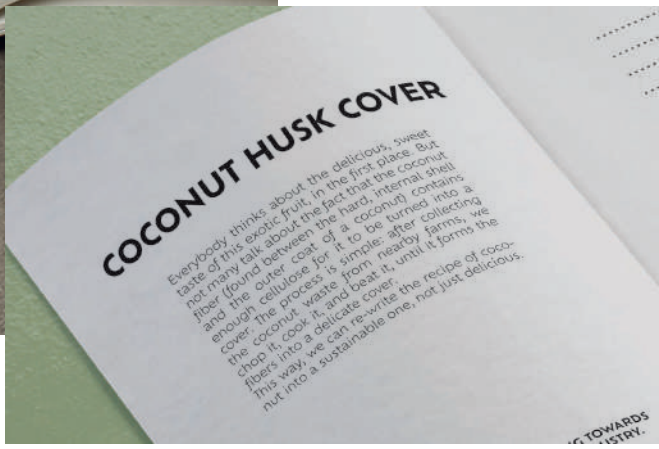 COCONUT HUSK COVER
Everybody thinks about the delicious, sweet
taste of this exotic fruit, in the first place. But
not many talk about the fact that the coconut
fiber (found between the hard, internal shell
and the outer coat of a coconut) contains
enough cellulose for it to be turned into a
cover. The process is simple: after collecting
the coconut waste from nearby farms, we
chop it, cook it, and beat it, until it forms the
fibers into a delicate cover.
This way, we can re-write the recipe of coco-
nut into a sustainable one, not just delicious.
TOWARDS